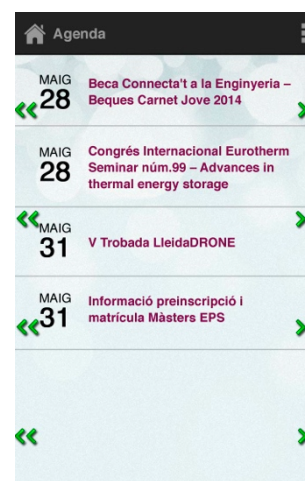 Agenda
MAIG
28
Beca Connecta't a la Enginyeria –
Beques Carnet Jove 2014
MAIG
28
Congrés Internacional Eurotherm
Seminar núm.99 – Advances in
thermal energy storage
MAIG
31
V Trobada LleidaDRONE
MAIG
31
Informació preinscripció i
matrícula Màsters EPS